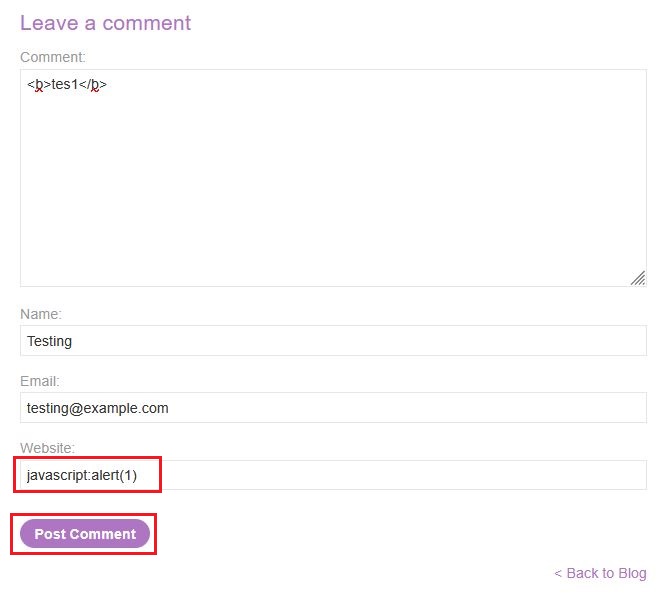 Leave a comment
Comment:
<b>tes1</b>
Name:
Testing
Email:
testing@example.com
Website:
javascript:alert(1)
Post Comment
< Back to Blog